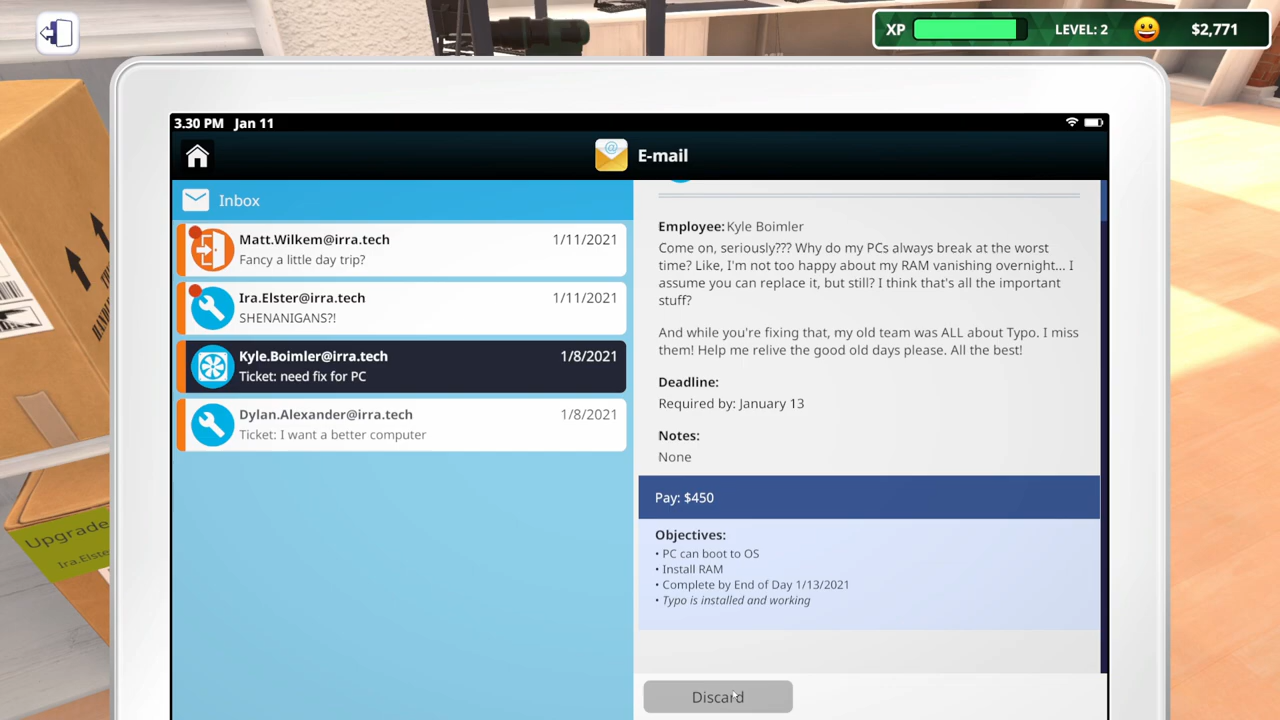 XP
LEVEL: 2
$2,771
3.30 PM Jan 11
E-mail
Inbox
Matt.Wilkem@irra.tech 1/11/2021
Fancy a little day trip?
Ira.Elster@irra.tech 1/11/2021
SHENANIGANS?!
Kyle.Boimler@irra.tech 1/8/2021
Ticket: need fix for PC
Dylan.Alexander@irra.tech 1/8/2021
Ticket: I want a better computer
Employee: Kyle Boimler
Come on, seriously??? Why do my PCs always break at the worst
time? Like, I'm not too happy about my RAM vanishing overnight... I
assume you can replace it, but still? I think that's all the important
stuff?
And while you're fixing that, my old team was ALL about Typo. I miss
them! Help me relive the good old days please. All the best!
Deadline:
Required by: January 13
Notes:
None
Pay: $450
Objectives:
• PC can boot to OS
• Install RAM
• Complete by End of Day 1/13/2021
• Typo is installed and working
Discard
Upgrade
Ira.Elste